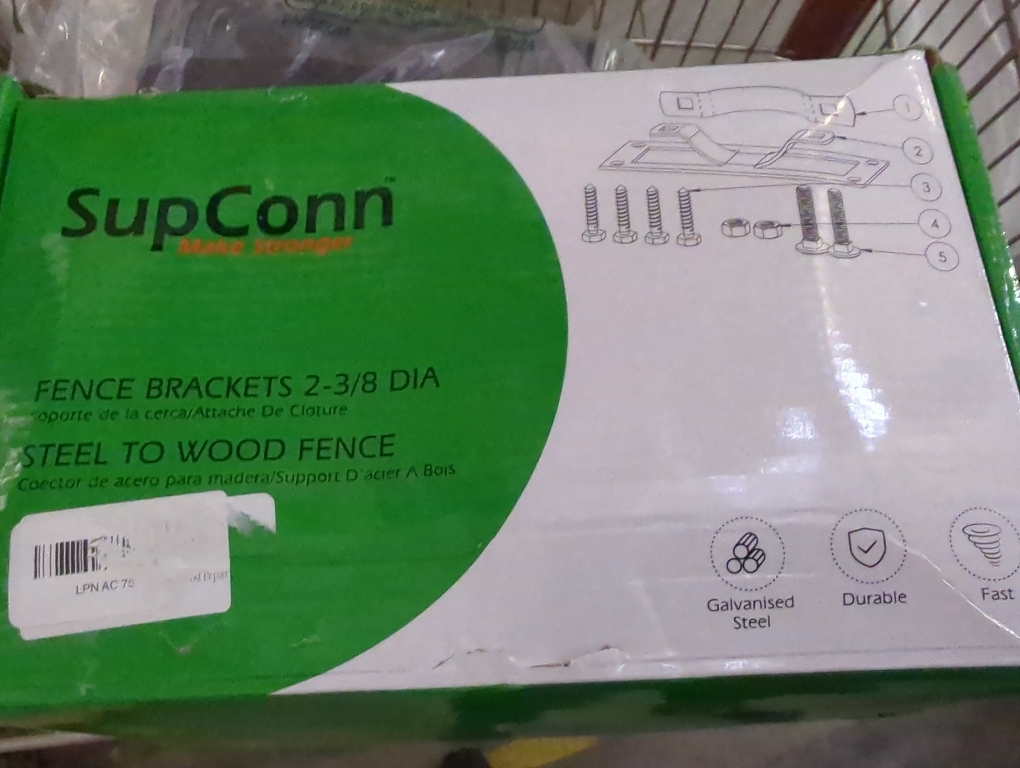 SupConn™
Make Stronger
FENCE BRACKETS 2-3/8 DIA
Soporte de la cerca/Attache De Cloture
STEEL TO WOOD FENCE
Coector de acero para madera/Support D'acier A Bois
LPN AC 75
1
2
3
4
5
Galvanised
Steel
Durable
Fast